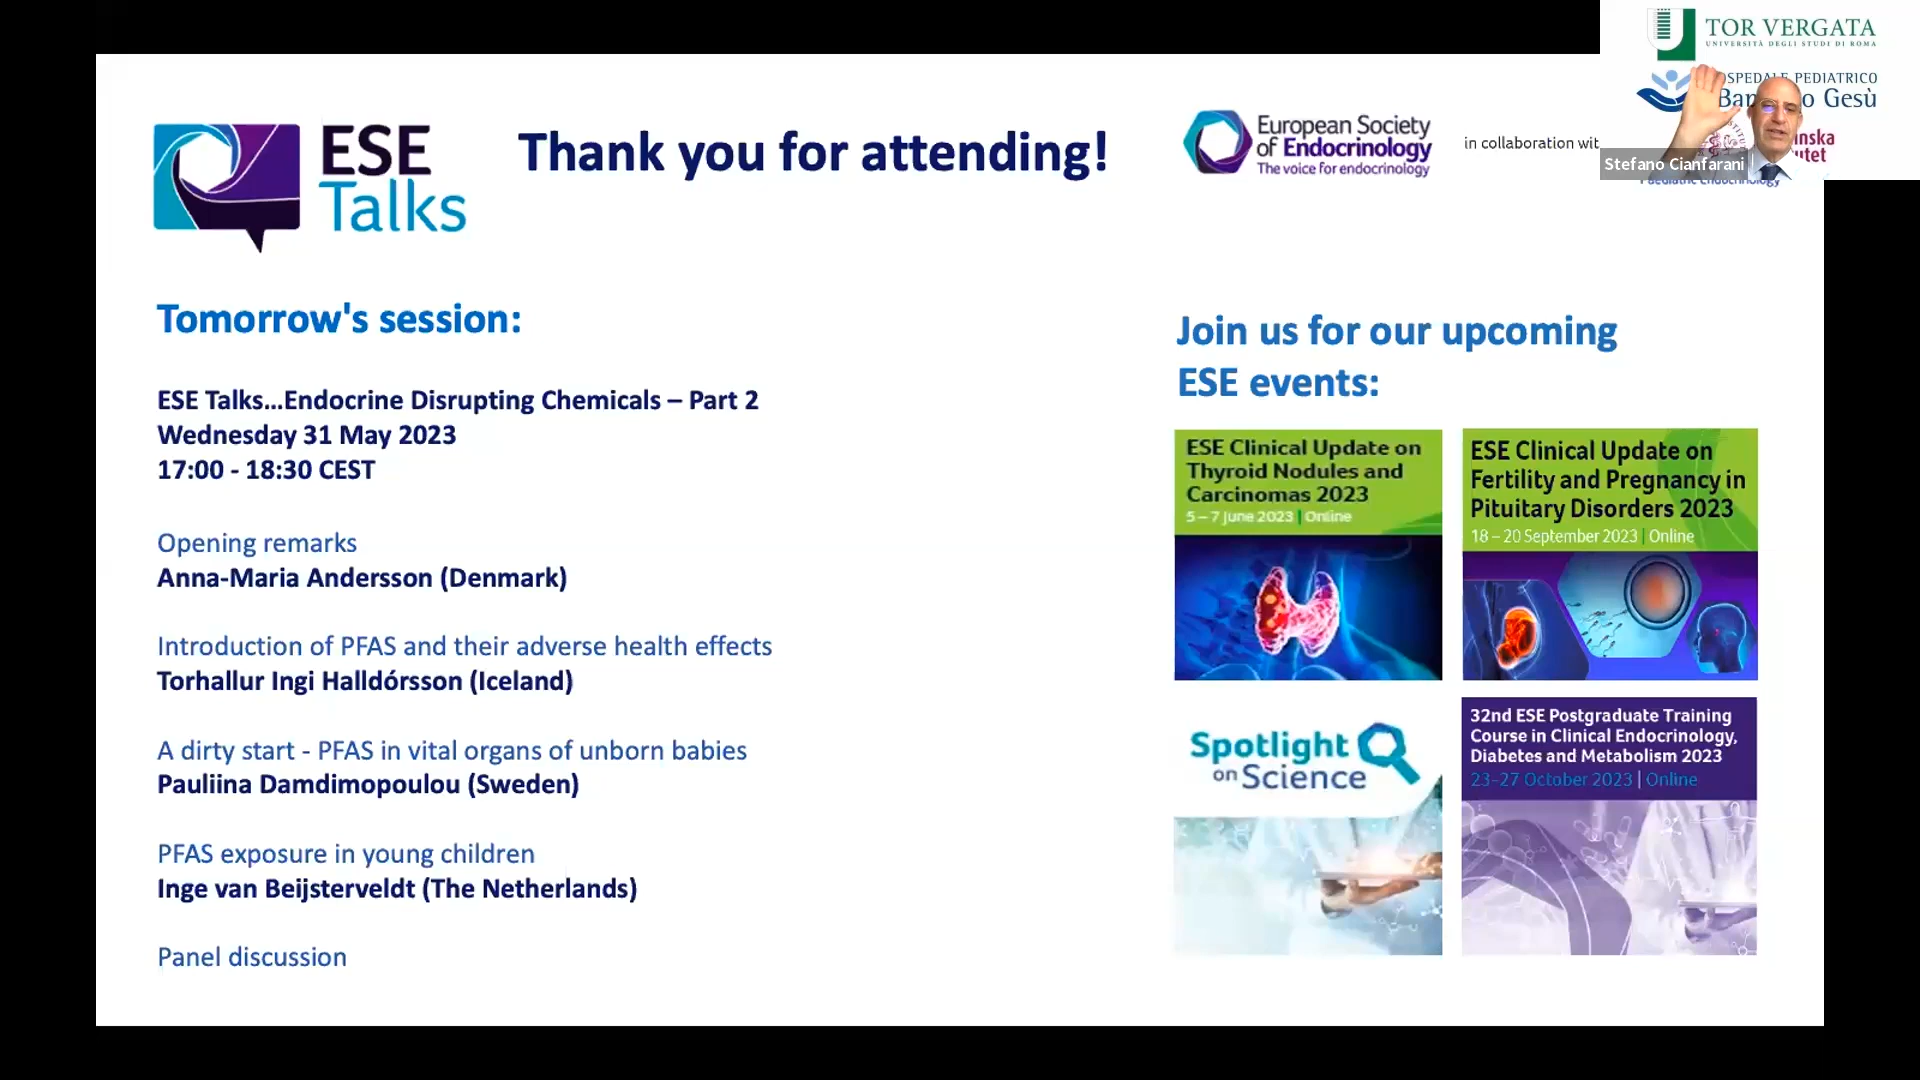 ESE
Talks
Thank you for attending!
European Society
of Endocrinology
The voice for endocrinology
in collaboration wit
TOR VERGATA
UNIVERSITÀ DEGLI STUDI DI ROMA
OSPEDALE PEDIATRICO
Gesù
Stefano Cianfarani
Paediatric Endocrinology
Tomorrow's session:
ESE Talks...Endocrine Disrupting Chemicals – Part 2
Wednesday 31 May 2023
17:00 - 18:30 CEST
Opening remarks
Anna-Maria Andersson (Denmark)
Introduction of PFAS and their adverse health effects
Torhallur Ingi Halldórsson (Iceland)
A dirty start - PFAS in vital organs of unborn babies
Pauliina Damdimopoulou (Sweden)
PFAS exposure in young children
Inge van Beijsterveldt (The Netherlands)
Panel discussion
Join us for our upcoming
ESE events:
ESE Clinical Update on
Thyroid Nodules and
Carcinomas 2023
5 – 7 June 2023 | Online
ESE Clinical Update on
Fertility and Pregnancy in
Pituitary Disorders 2023
18 – 20 September 2023 | Online
Spotlight
on Science
32nd ESE Postgraduate Training
Course in Clinical Endocrinology,
Diabetes and Metabolism 2023
23-27 October 2023 | Online